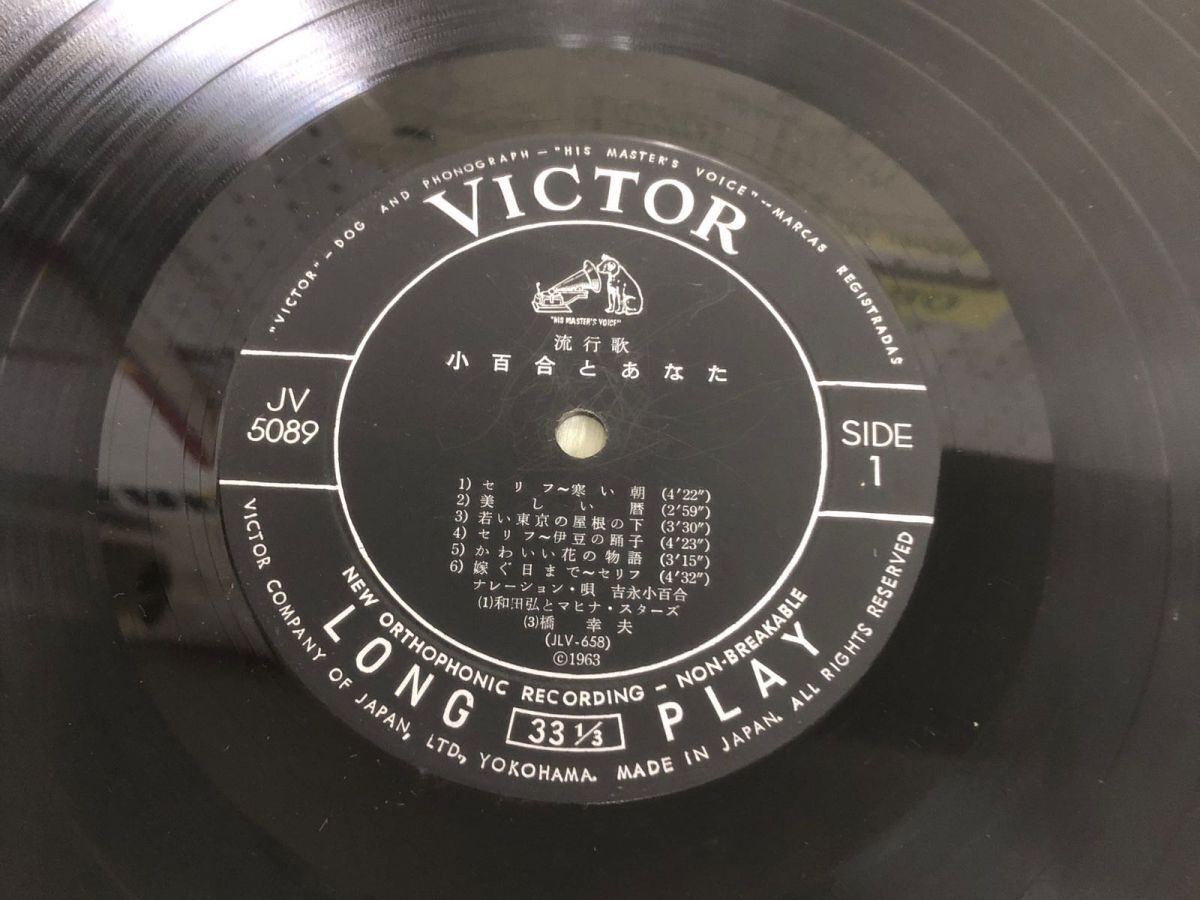 "VICTOR" – DOG AND PHONOGRAPH – "HIS MASTER'S VOICE" -- MARCAS REGISTRADAS
VICTOR
"HIS MASTER'S VOICE"
流行歌
小百合とあなた
JV
5089
SIDE
1
1) セリフ~寒い朝 (4'22")
2) 美しい暦 (2'59")
3) 若い東京の屋根の下 (3'30")
4) セリフ~伊豆の踊子 (4'23")
5) かわいい花の物語 (3'15")
6) 嫁ぐ日まで~セリフ (4'32")
ナレーション・唄 吉永小百合
(1)和田弘とマヒナ・スターズ
(3)橋 幸夫
(JLV-658)
©1963
NEW ORTHOPHONIC RECORDING – NON-BREAKABLE
LONG 33 1/3 PLAY
VICTOR COMPANY OF JAPAN, LTD., YOKOHAMA. MADE IN JAPAN. ALL RIGHTS RESERVED